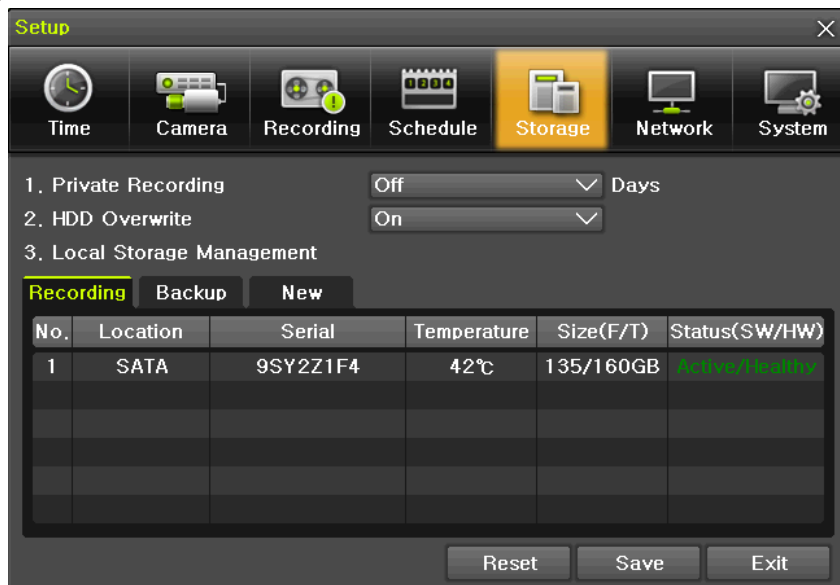 Setup
Time Camera Recording Schedule Storage Network System
1. Private Recording Off Days
2. HDD Overwrite On
3. Local Storage Management
Recording Backup New
No. Location Serial Temperature Size(F/T) Status(SW/HW)
1 SATA 9SY2Z1F4 42℃ 135/160GB Active/Healthy
Reset Save Exit